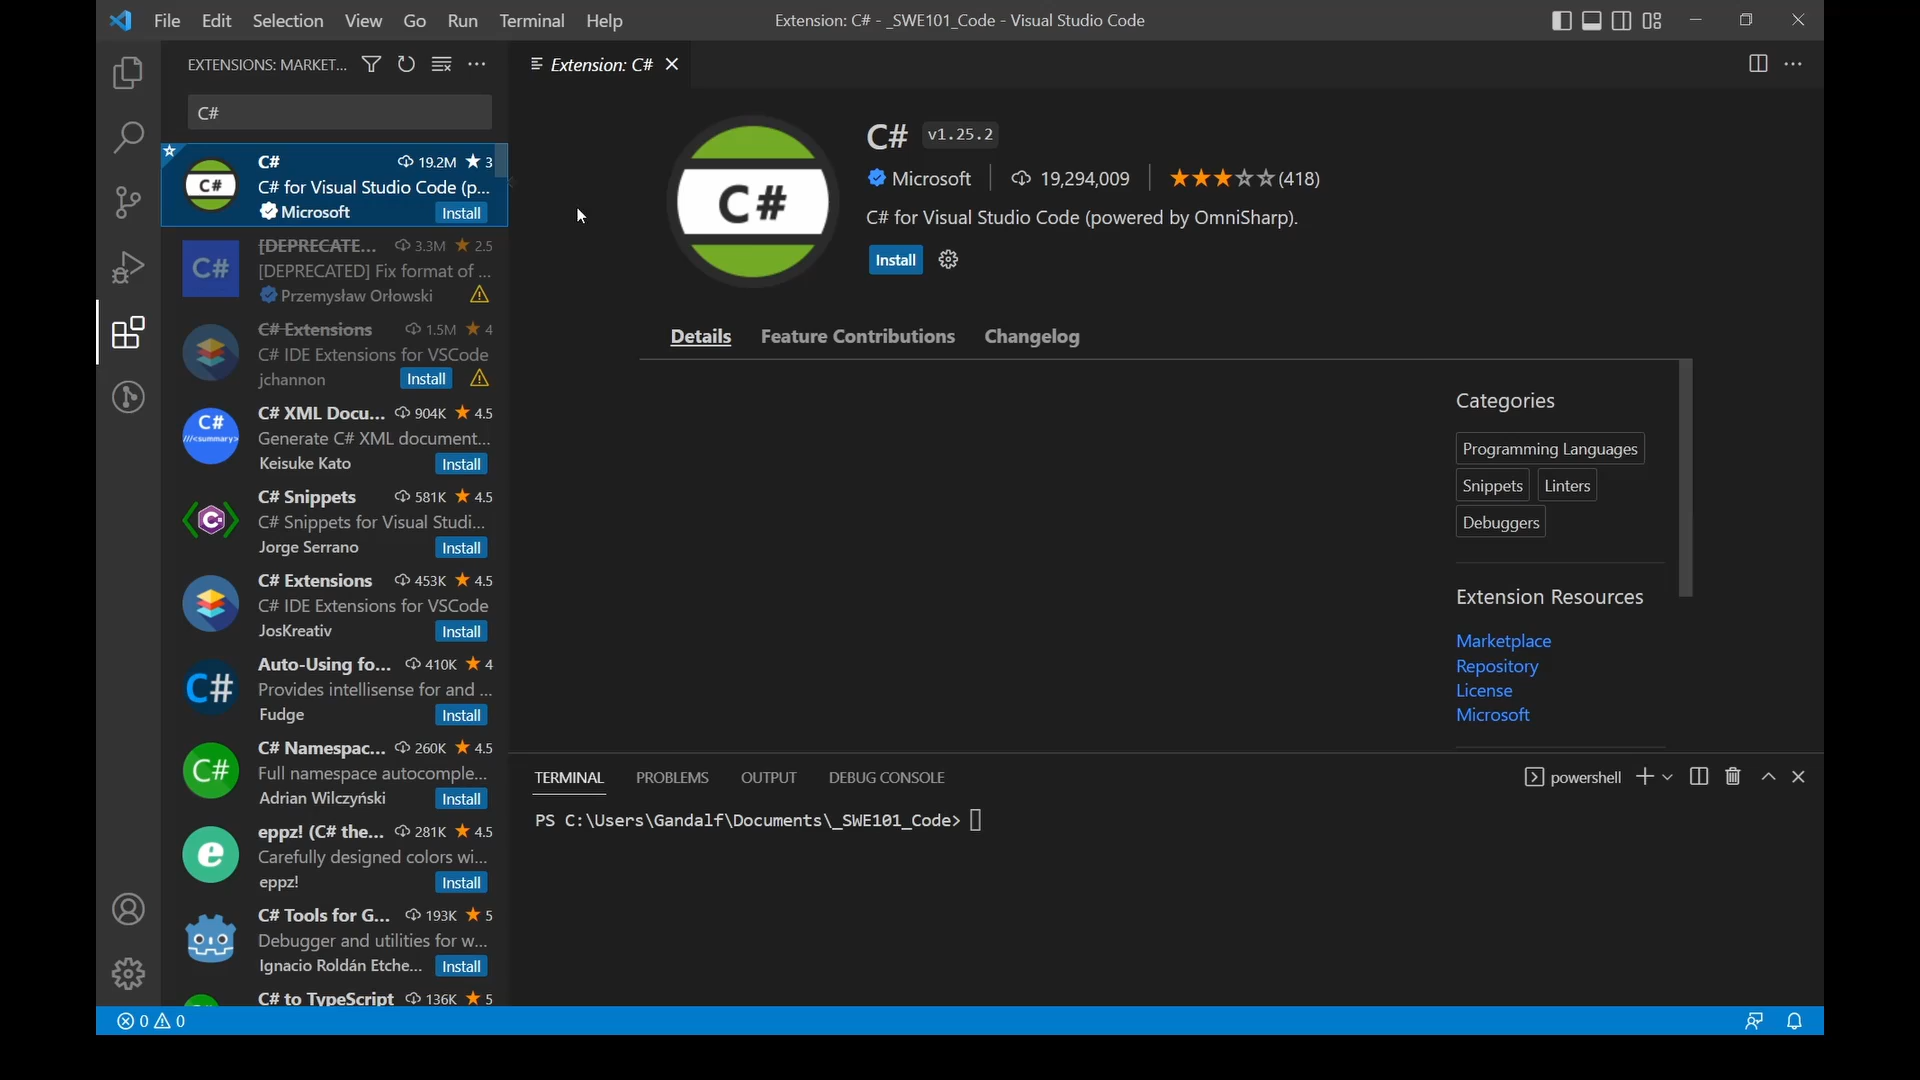 File Edit Selection View Go Run Terminal Help
Extension: C# - _SWE101_Code - Visual Studio Code
EXTENSIONS: MARKET...
Extension: C#
C#
C# 19.2M 3
C# for Visual Studio Code (p...
Microsoft Install
[DEPRECATE... 3.3M 2.5
[DEPRECATED] Fix format of ...
Przemysław Orłowski
C# Extensions 1.5M 4
C# IDE Extensions for VSCode
jchannon Install
C# XML Docu... 904K 4.5
Generate C# XML document...
Keisuke Kato Install
C# Snippets 581K 4.5
C# Snippets for Visual Studi...
Jorge Serrano Install
C# Extensions 453K 4.5
C# IDE Extensions for VSCode
JosKreativ Install
Auto-Using fo... 410K 4
Provides intellisense for and ...
Fudge Install
C# Namespac... 260K 4.5
Full namespace autocomple...
Adrian Wilczyński Install
eppz! (C# the... 281K 4.5
Carefully designed colors wi...
eppz! Install
C# Tools for G... 193K 5
Debugger and utilities for w...
Ignacio Roldán Etche... Install
C# to TypeScript 136K 5
C#
C#
C#
///<summary>
C
C#
C#
e
C#
C# v1.25.2
Microsoft 19,294,009 (418)
C# for Visual Studio Code (powered by OmniSharp).
Install
Details Feature Contributions Changelog
Categories
Programming Languages
Snippets Linters
Debuggers
Extension Resources
Marketplace
Repository
License
Microsoft
TERMINAL PROBLEMS OUTPUT DEBUG CONSOLE
powershell
PS C:\Users\Gandalf\Documents\_SWE101_Code>
0 0